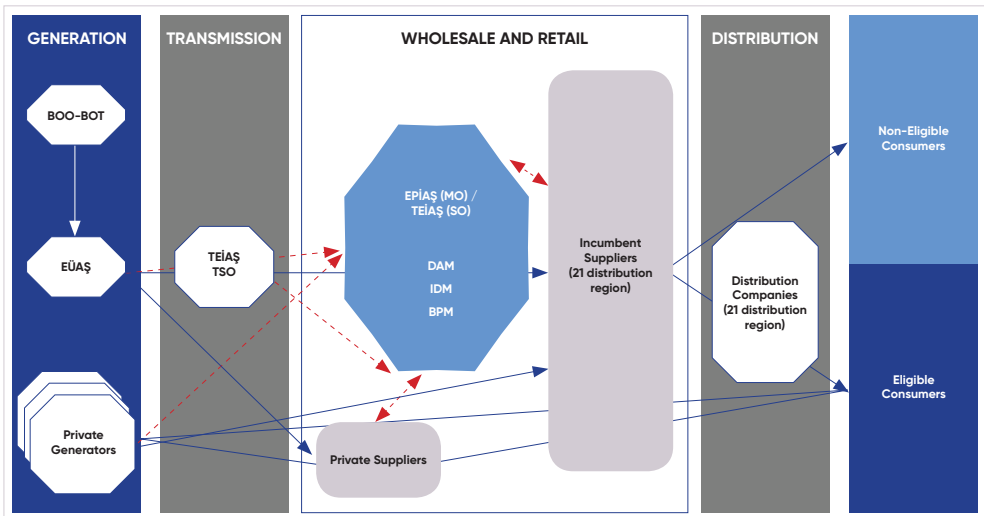 GENERATION
TRANSMISSION
WHOLESALE AND RETAIL
DISTRIBUTION
BOO-BOT
EÜAŞ
Private
Generators
TEİAŞ
TSO
EPİAŞ (MO) /
TEİAŞ (SO)
DAM
IDM
BPM
Private Suppliers
Incumbent
Suppliers
(21 distribution
region)
Distribution
Companies
(21 distribution
region)
Non-Eligible
Consumers
Eligible
Consumers